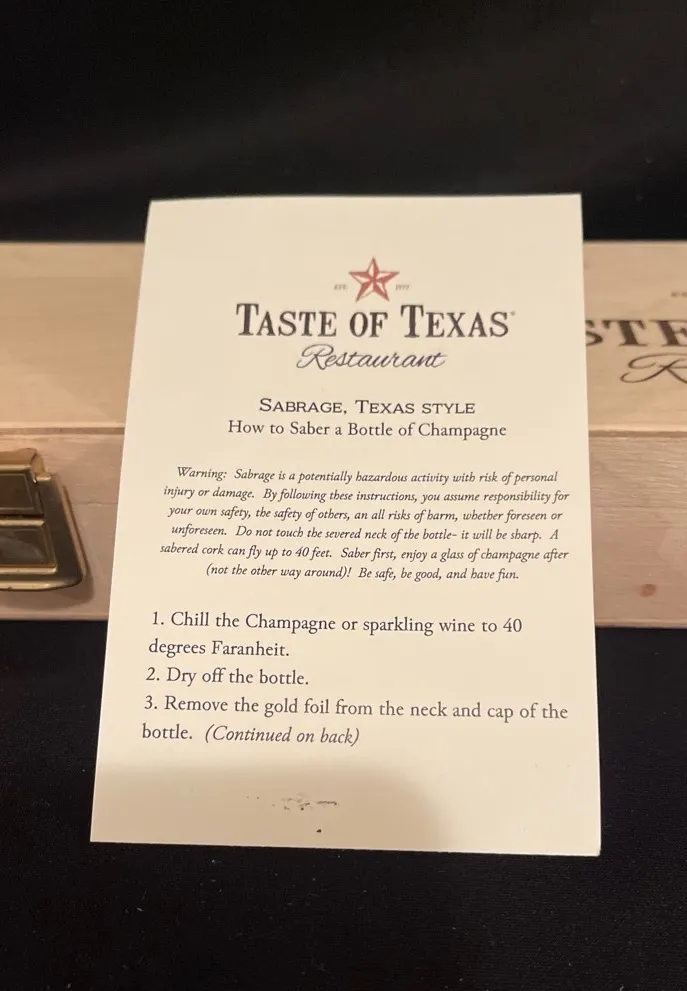 EST. 1977
TASTE OF TEXAS®
Restaurant
SABRAGE, TEXAS STYLE
How to Saber a Bottle of Champagne
Warning: Sabrage is a potentially hazardous activity with risk of personal
injury or damage. By following these instructions, you assume responsibility for
your own safety, the safety of others, an all risks of harm, whether foreseen or
unforeseen. Do not touch the severed neck of the bottle- it will be sharp. A
sabered cork can fly up to 40 feet. Saber first, enjoy a glass of champagne after
(not the other way around)! Be safe, be good, and have fun.
1. Chill the Champagne or sparkling wine to 40
degrees Faranheit.
2. Dry off the bottle.
3. Remove the gold foil from the neck and cap of the
bottle. (Continued on back)
STE
R